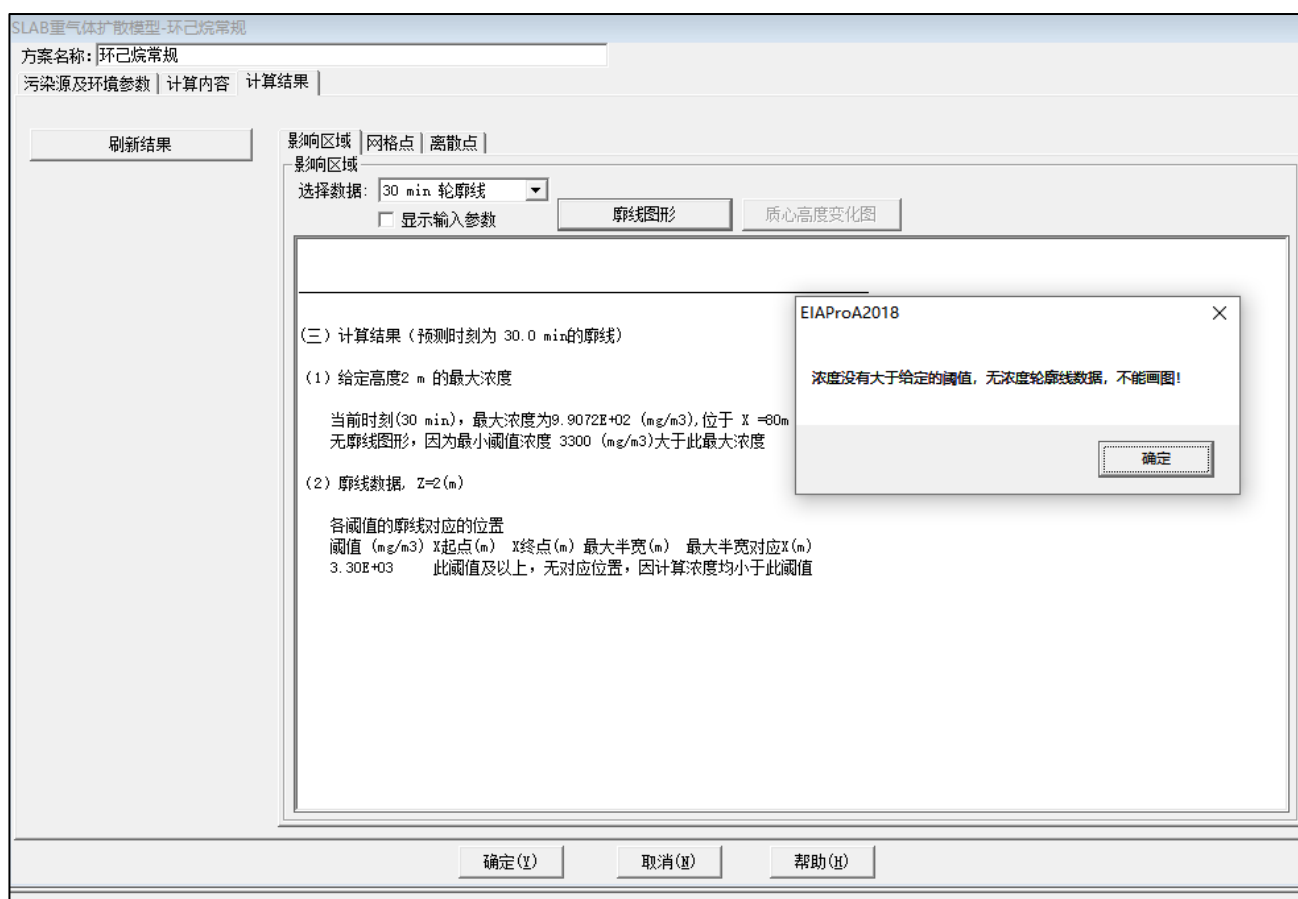 SLAB重气体扩散模型-环己烷常规
方案名称: 环己烷常规
污染源及环境参数 计算内容 计算结果
刷新结果
影响区域 网格点 离散点
影响区域
选择数据: 30 min 轮廓线
显示输入参数 廓线图形 质心高度变化图
(三) 计算结果 (预测时刻为 30.0 min的廓线)
(1) 给定高度2 m 的最大浓度
当前时刻(30 min), 最大浓度为9.9072E+02 (mg/m3),位于 X =80m
无廓线图形, 因为最小阈值浓度 3300 (mg/m3)大于此最大浓度
(2) 廓线数据, Z=2(m)
各阈值的廓线对应的位置
阈值 (mg/m3) X起点(m) X终点(m) 最大半宽(m) 最大半宽对应X(m)
3.30E+03 此阈值及以上, 无对应位置, 因计算浓度均小于此阈值
EIAProA2018
浓度没有大于给定的阈值, 无浓度轮廓线数据, 不能画图!
确定
确定(Y) 取消(N) 帮助(H)